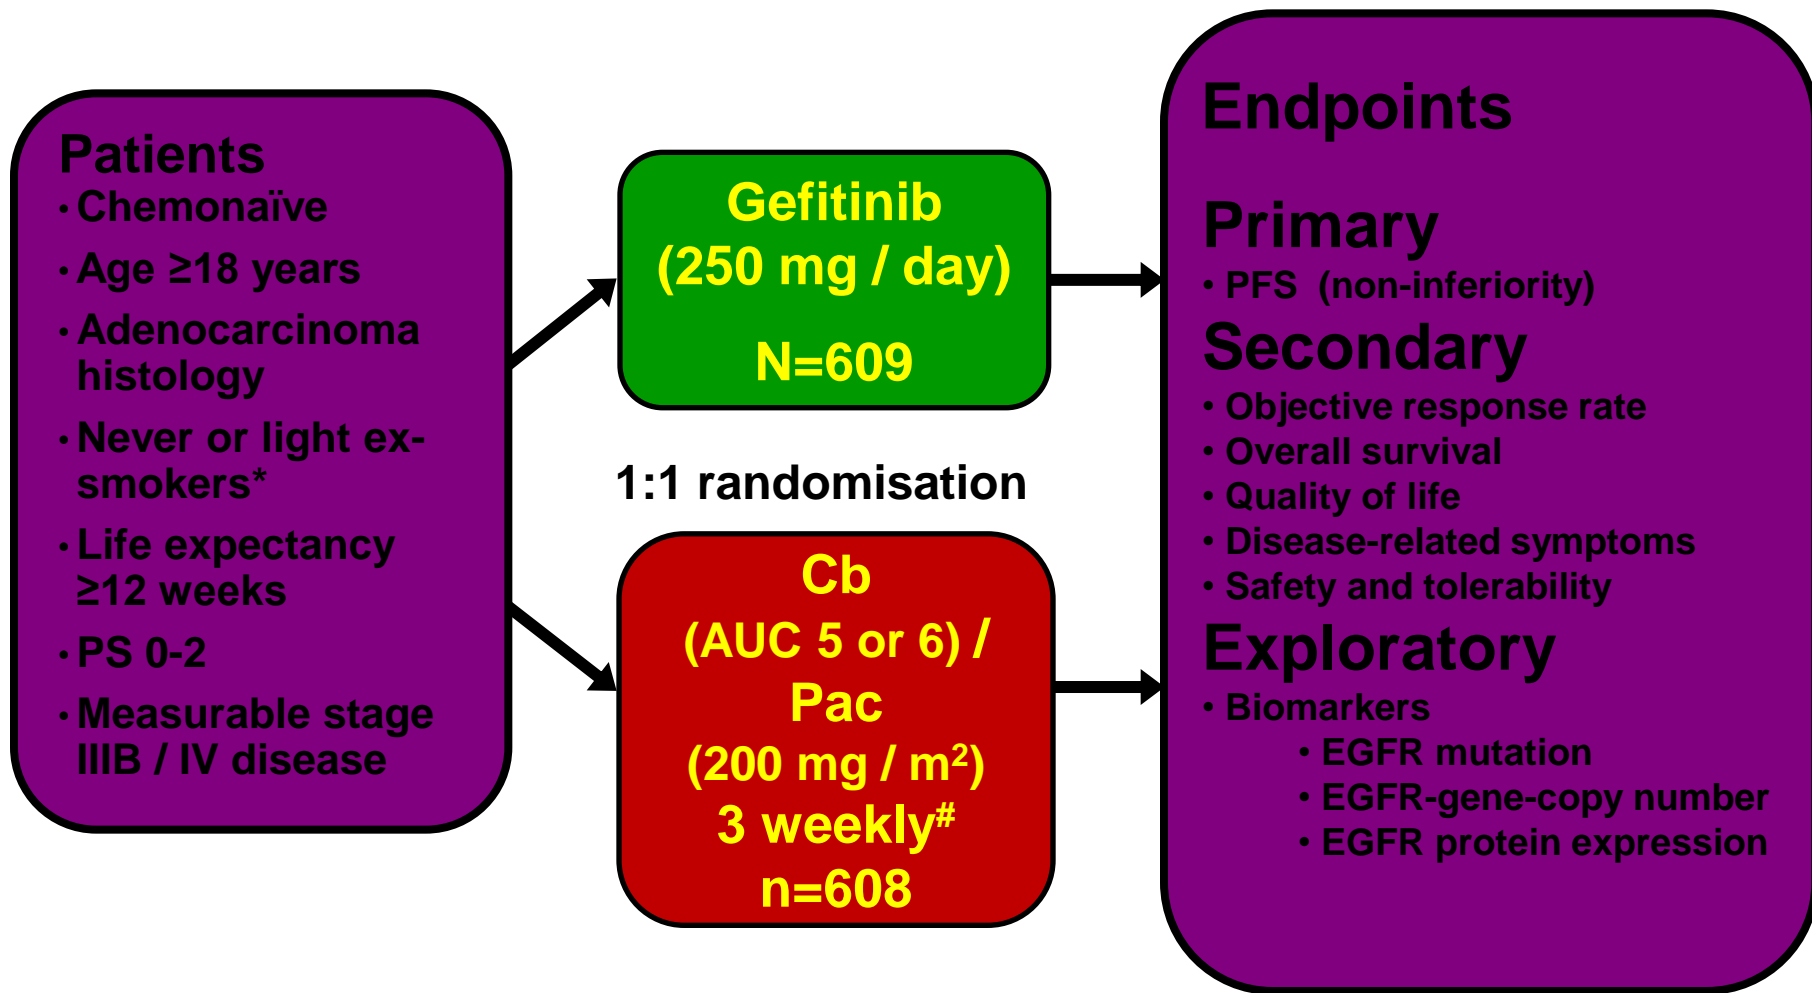 Patients
• Chemonaïve
• Age ≥18 years
• Adenocarcinoma
histology
• Never or light ex-
smokers*
• Life expectancy
≥12 weeks
• PS 0-2
• Measurable stage
IIIB / IV disease
Gefitinib
(250 mg / day)
N=609
1:1 randomisation
Cb
(AUC 5 or 6) /
Pac
(200 mg / m²)
3 weekly#
n=608
Endpoints
Primary
• PFS (non-inferiority)
Secondary
• Objective response rate
• Overall survival
• Quality of life
• Disease-related symptoms
• Safety and tolerability
Exploratory
• Biomarkers
• EGFR mutation
• EGFR-gene-copy number
• EGFR protein expression